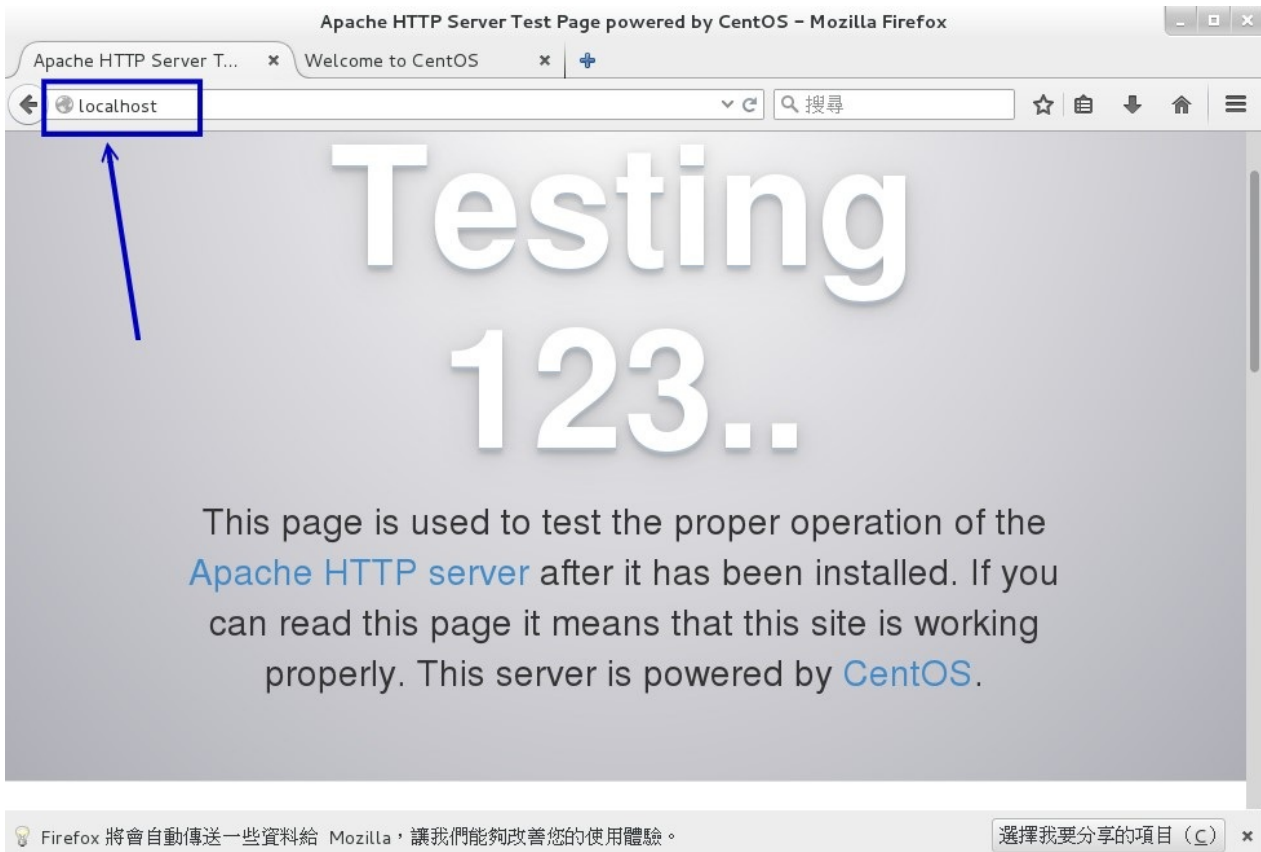 Apache HTTP Server Test Page powered by CentOS – Mozilla Firefox
Apache HTTP Server T...
Welcome to CentOS
localhost
搜尋
Testing
123..
This page is used to test the proper operation of the
Apache HTTP server after it has been installed. If you
can read this page it means that this site is working
properly. This server is powered by CentOS.
Firefox 將會自動傳送一些資料給 Mozilla，讓我們能夠改善您的使用體驗。
選擇我要分享的項目（C）